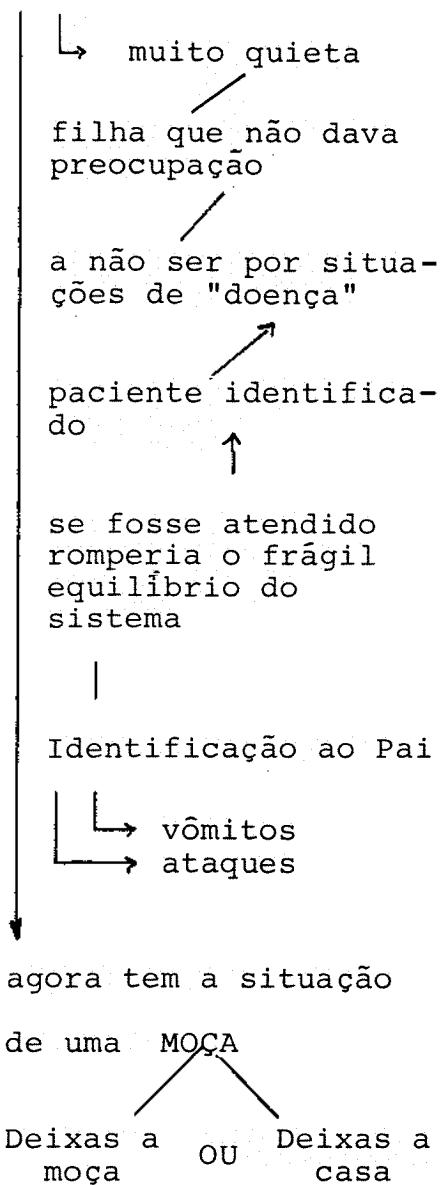 muito quieta
filha que não dava
preocupação
a não ser por situa-
ções de "doença"
paciente identifica-
do
se fosse atendido
romperia o frágil
equilíbrio do
sistema
Identificação ao Pai
vômitos
ataques
agora tem a situação
de uma MOÇA
Deixas a OU Deixas a
moça casa